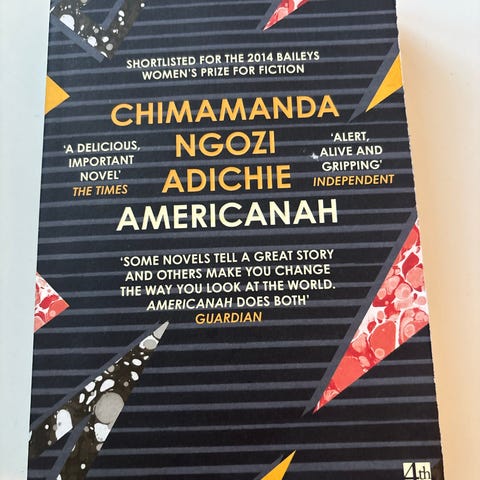 SHORTLISTED FOR THE 2014 BAILEYS
WOMEN'S PRIZE FOR FICTION
CHIMAMANDA
NGOZI
ADICHIE
AMERICANAH
'A DELICIOUS,
IMPORTANT
NOVEL'
THE TIMES
'ALERT,
ALIVE AND
GRIPPING'
INDEPENDENT
'SOME NOVELS TELL A GREAT STORY
AND OTHERS MAKE YOU CHANGE
THE WAY YOU LOOK AT THE WORLD.
AMERICANAH DOES BOTH'
GUARDIAN
4th